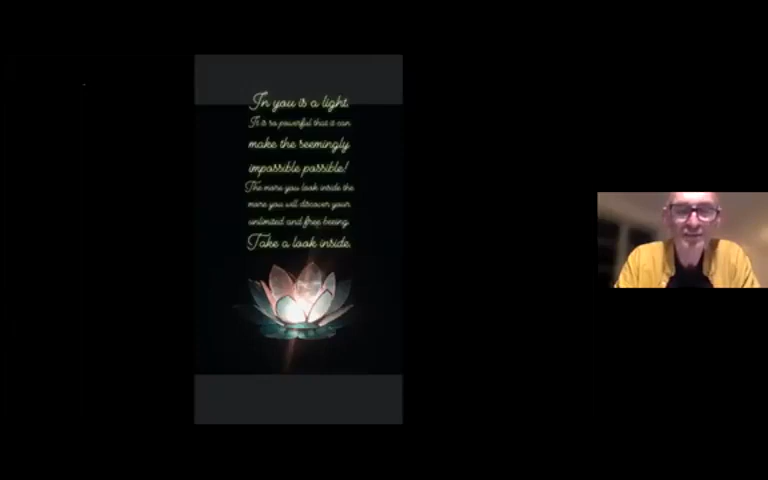 In you is a light.
It is so powerful that it can
make the seemingly
impossible possible!
The more you look inside the
more you will discover your
unlimited and free beeing.
Take a look inside.